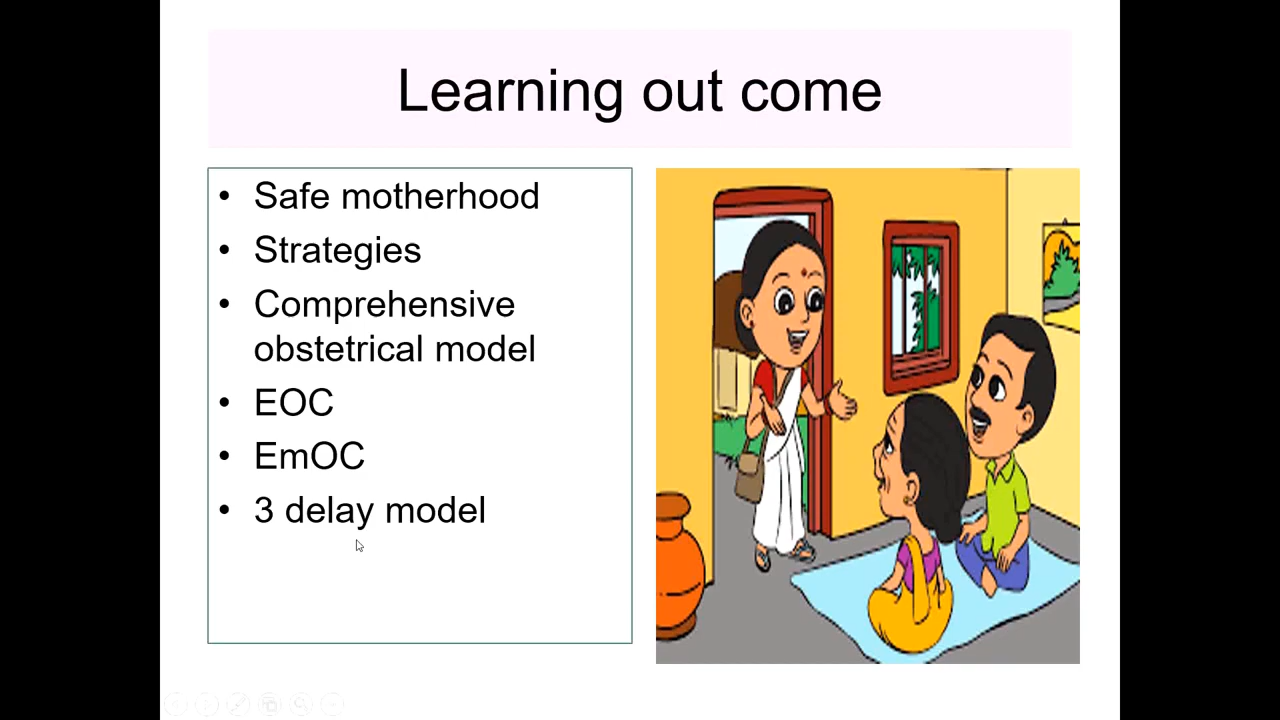 Learning out come
• Safe motherhood
• Strategies
• Comprehensive
obstetrical model
• EOC
• EmOC
• 3 delay model